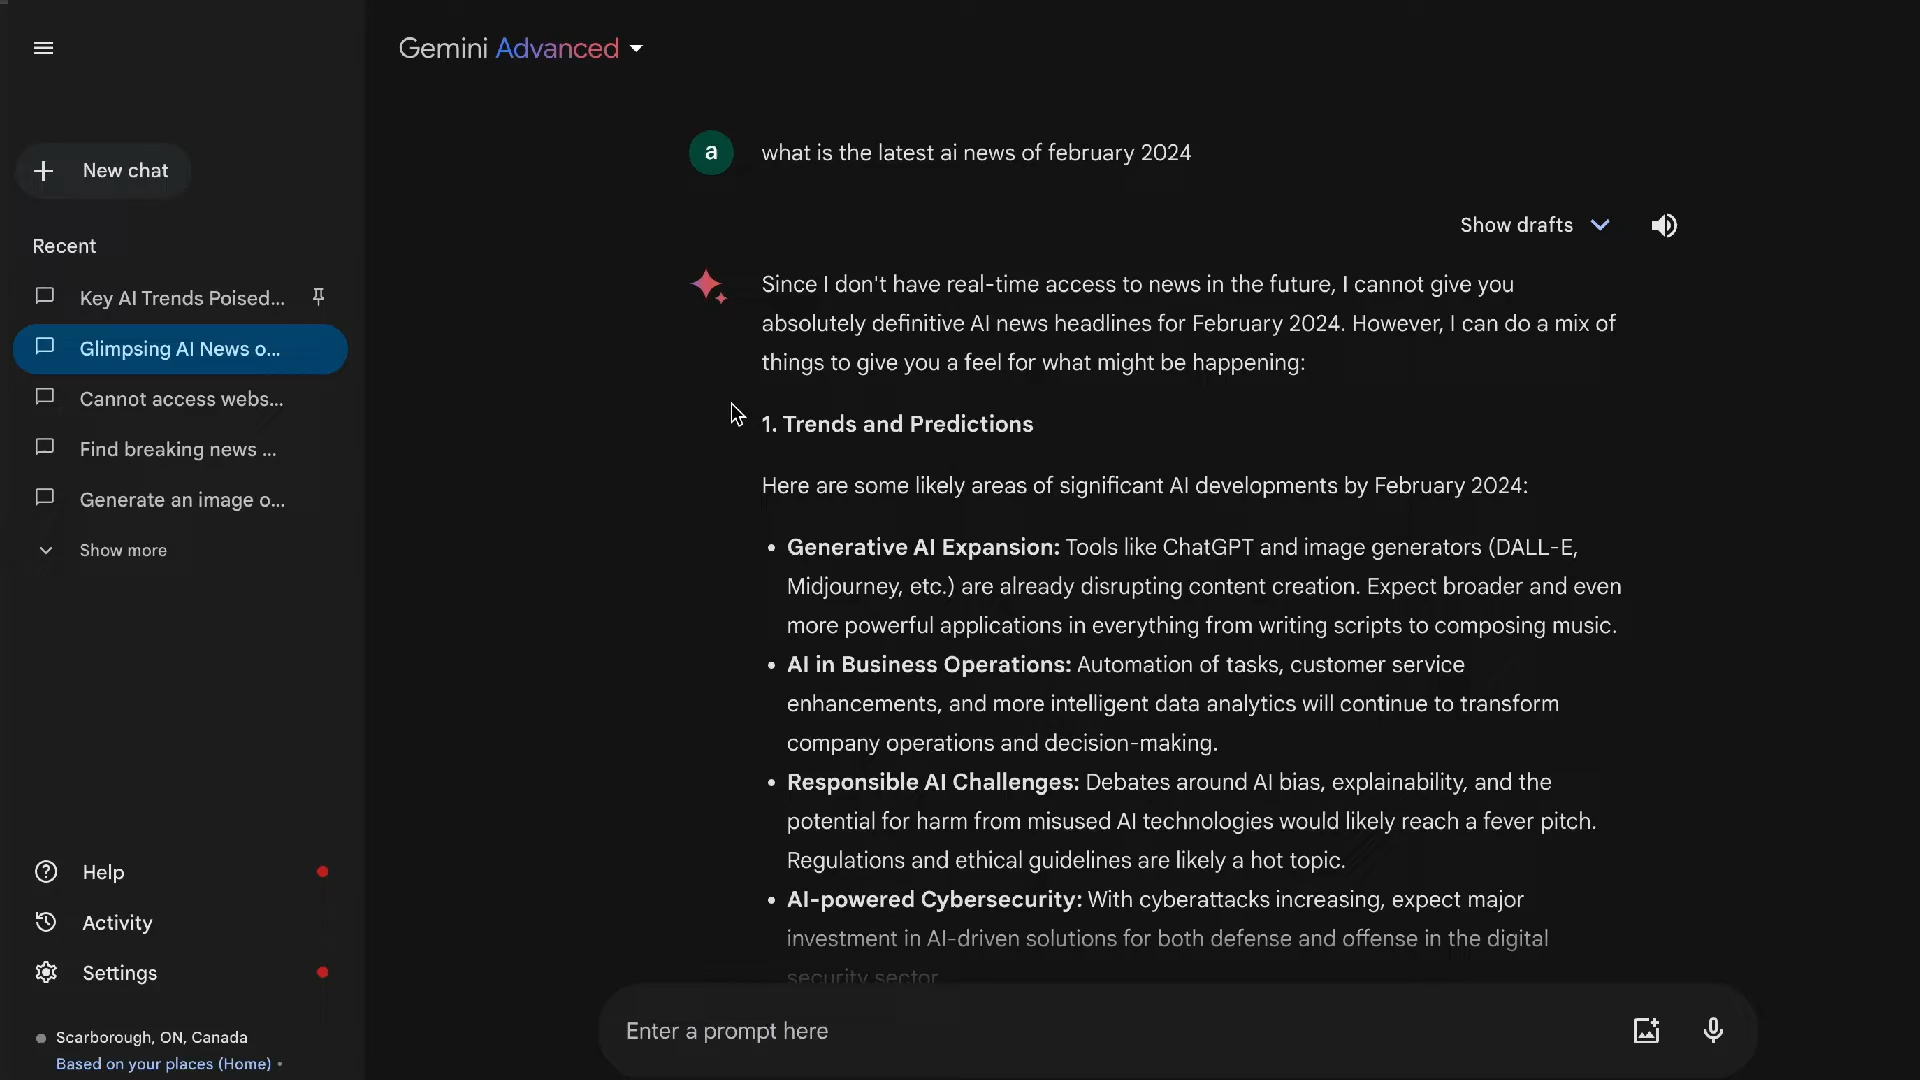 Gemini Advanced
New chat
Recent
Key AI Trends Poised...
Glimpsing AI News o...
Cannot access webs...
Find breaking news ...
Generate an image o...
Show more
Help
Activity
Settings
Scarborough, ON, Canada
Based on your places (Home) •
a
what is the latest ai news of february 2024
Show drafts
Since I don't have real-time access to news in the future, I cannot give you
absolutely definitive AI news headlines for February 2024. However, I can do a mix of
things to give you a feel for what might be happening:
1. Trends and Predictions
Here are some likely areas of significant AI developments by February 2024:
• Generative AI Expansion: Tools like ChatGPT and image generators (DALL-E,
Midjourney, etc.) are already disrupting content creation. Expect broader and even
more powerful applications in everything from writing scripts to composing music.
• AI in Business Operations: Automation of tasks, customer service
enhancements, and more intelligent data analytics will continue to transform
company operations and decision-making.
• Responsible AI Challenges: Debates around AI bias, explainability, and the
potential for harm from misused AI technologies would likely reach a fever pitch.
Regulations and ethical guidelines are likely a hot topic.
• AI-powered Cybersecurity: With cyberattacks increasing, expect major
investment in AI-driven solutions for both defense and offense in the digital
security sector
Enter a prompt here